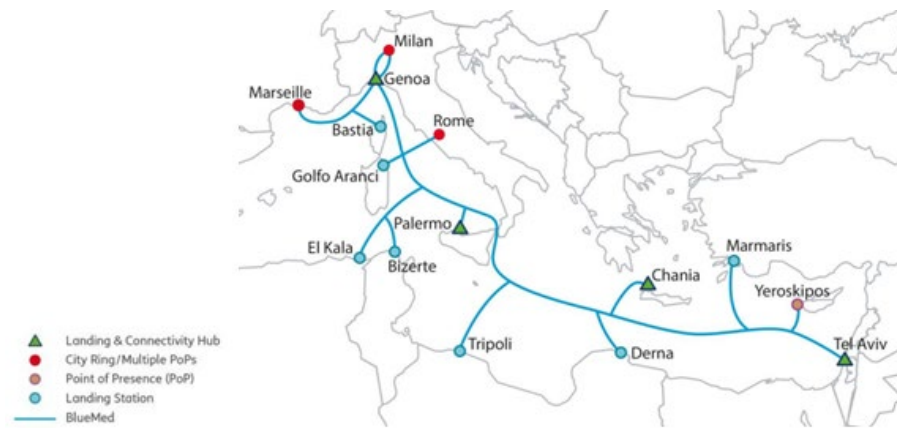 Milan
Genoa
Marseille
Bastia
Rome
Golfo Aranci
Palermo
El Kala
Bizerte
Marmaris
Chania
Yeroskipos
Tripoli
Derna
Tel Aviv
Landing & Connectivity Hub
City Ring/Multiple PoPs
Point of Presence (PoP)
Landing Station
BlueMed